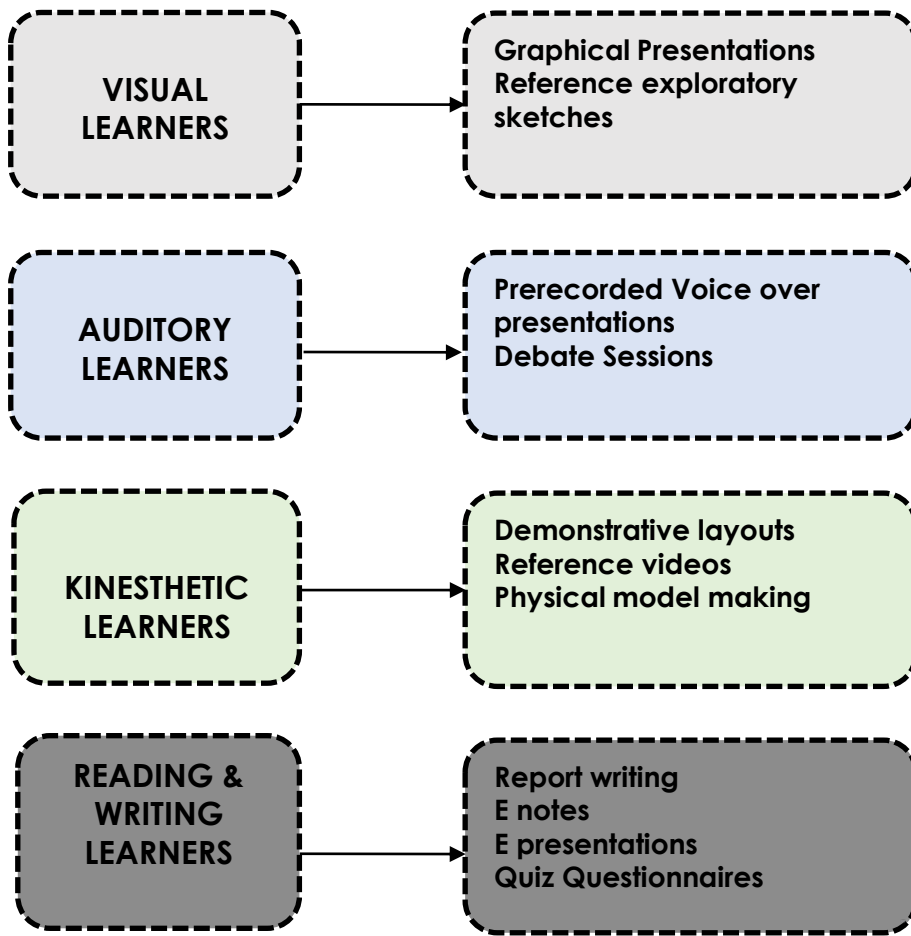 VISUAL
LEARNERS
Graphical Presentations
Reference exploratory
sketches
AUDITORY
LEARNERS
Prerecorded Voice over
presentations
Debate Sessions
KINESTHETIC
LEARNERS
Demonstrative layouts
Reference videos
Physical model making
READING &
WRITING
LEARNERS
Report writing
E notes
E presentations
Quiz Questionnaires